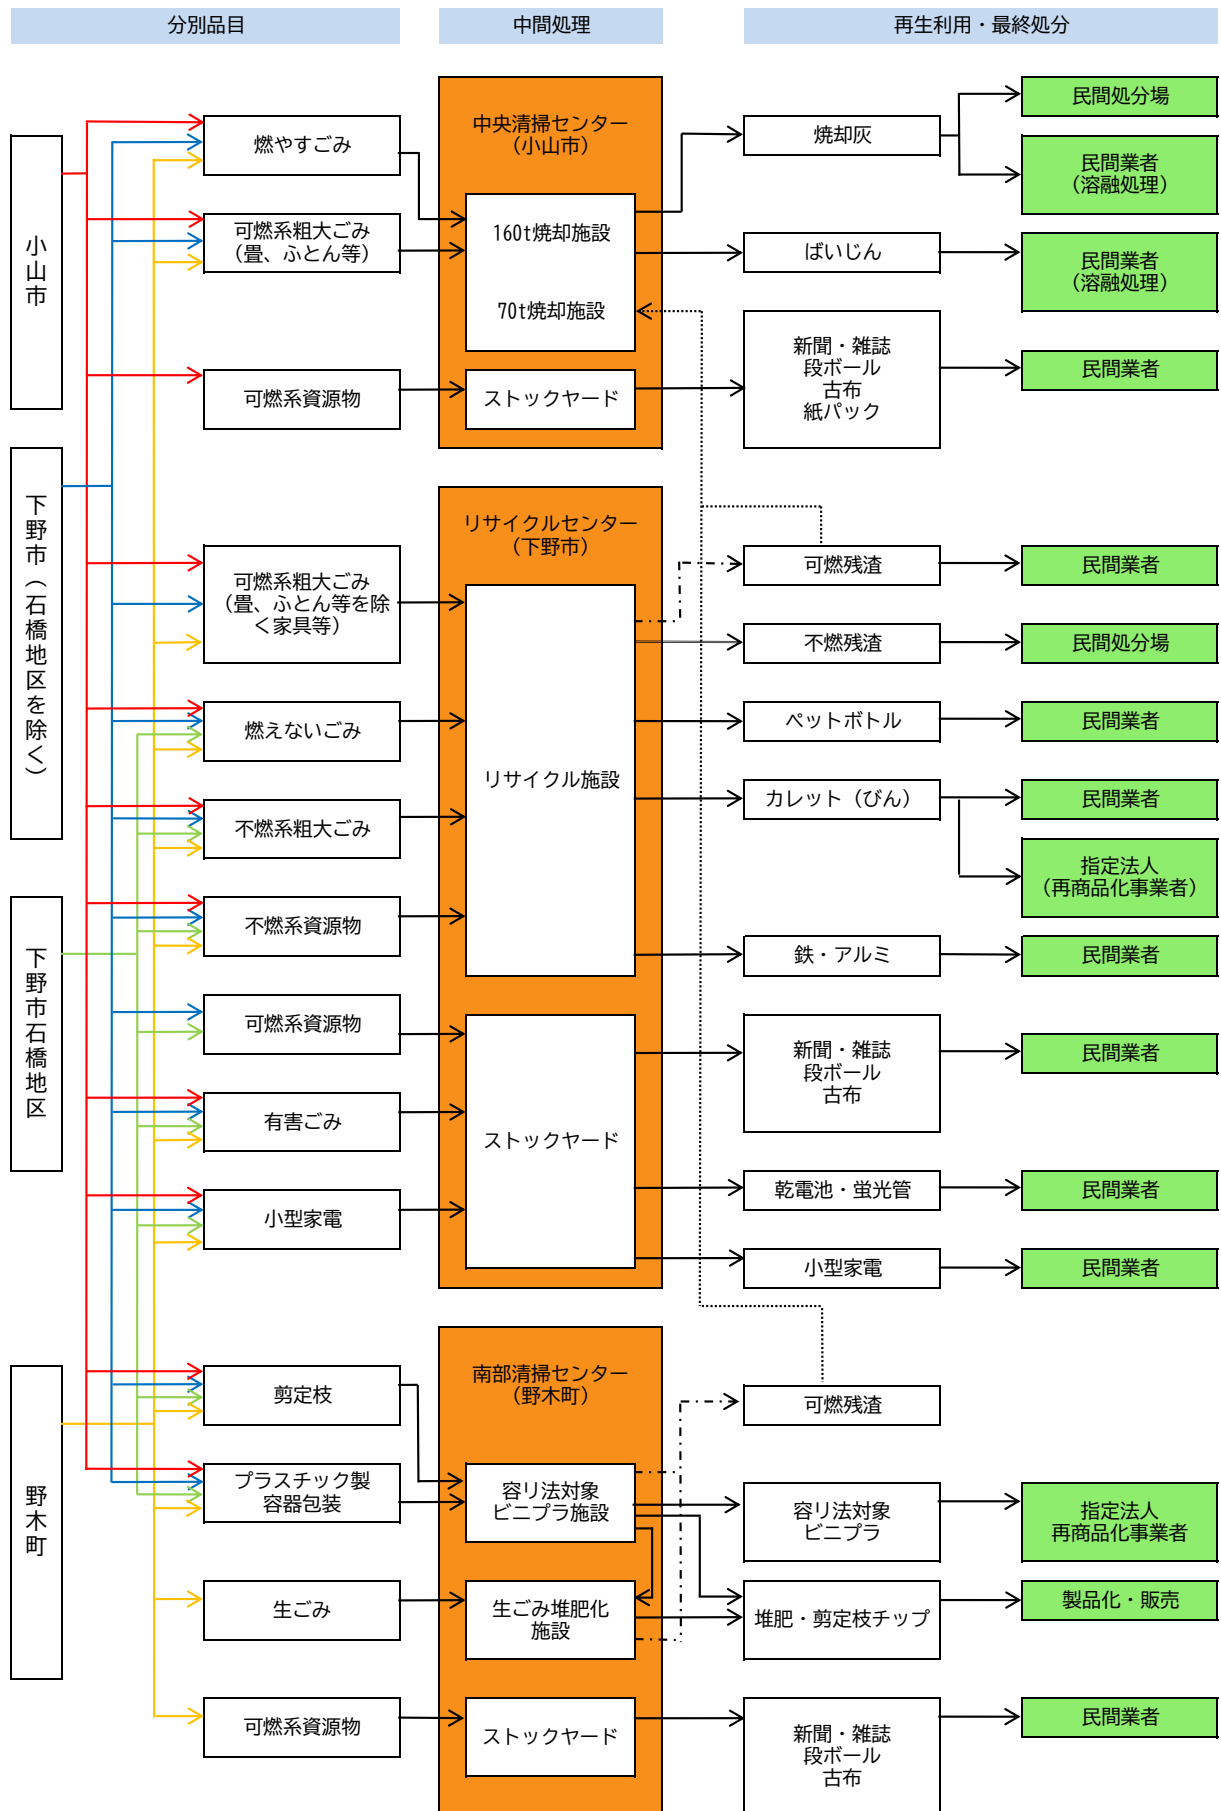 分別品目
中間処理
再生利用・最終処分
小山市
下野市（石橋地区を除く）
下野市石橋地区
野木町
燃やすごみ
可燃系粗大ごみ
（畳、ふとん等）
可燃系資源物
可燃系粗大ごみ
（畳、ふとん等を除
く家具等）
燃えないごみ
不燃系粗大ごみ
不燃系資源物
可燃系資源物
有害ごみ
小型家電
剪定枝
プラスチック製
容器包装
生ごみ
可燃系資源物
中央清掃センター
（小山市）
160t焼却施設
70t焼却施設
ストックヤード
リサイクルセンター
（下野市）
リサイクル施設
ストックヤード
南部清掃センター
（野木町）
容リ法対象
ビニプラ施設
生ごみ堆肥化
施設
ストックヤード
焼却灰
ばいじん
新聞・雑誌
段ボール
古布
紙パック
可燃残渣
不燃残渣
ペットボトル
カレット（びん）
鉄・アルミ
新聞・雑誌
段ボール
古布
乾電池・蛍光管
小型家電
可燃残渣
容リ法対象
ビニプラ
堆肥・剪定枝チップ
新聞・雑誌
段ボール
古布
民間処分場
民間業者
（溶融処理）
民間業者
（溶融処理）
民間業者
民間業者
民間処分場
民間業者
民間業者
指定法人
（再商品化事業者）
民間業者
民間業者
民間業者
民間業者
指定法人
再商品化事業者
製品化・販売
民間業者